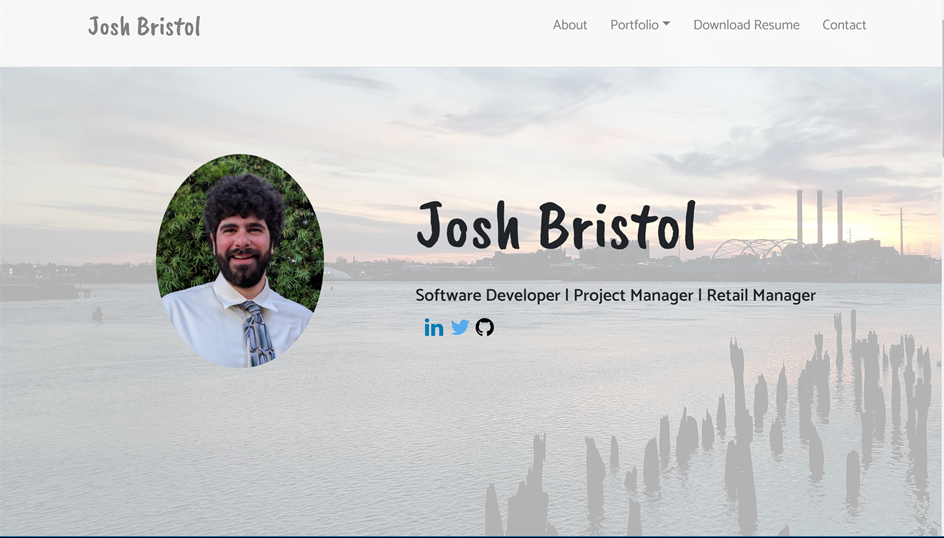 Josh Bristol
About Portfolio Download Resume Contact
Josh Bristol
Software Developer | Project Manager | Retail Manager
in